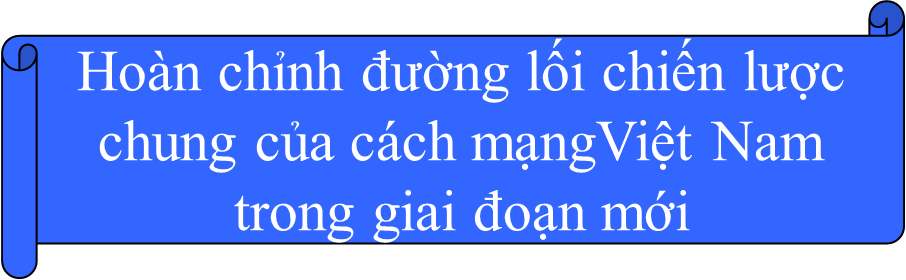 Hoàn chỉnh đường lối chiến lược
chung của cách mạngViệt Nam
trong giai đoạn mới